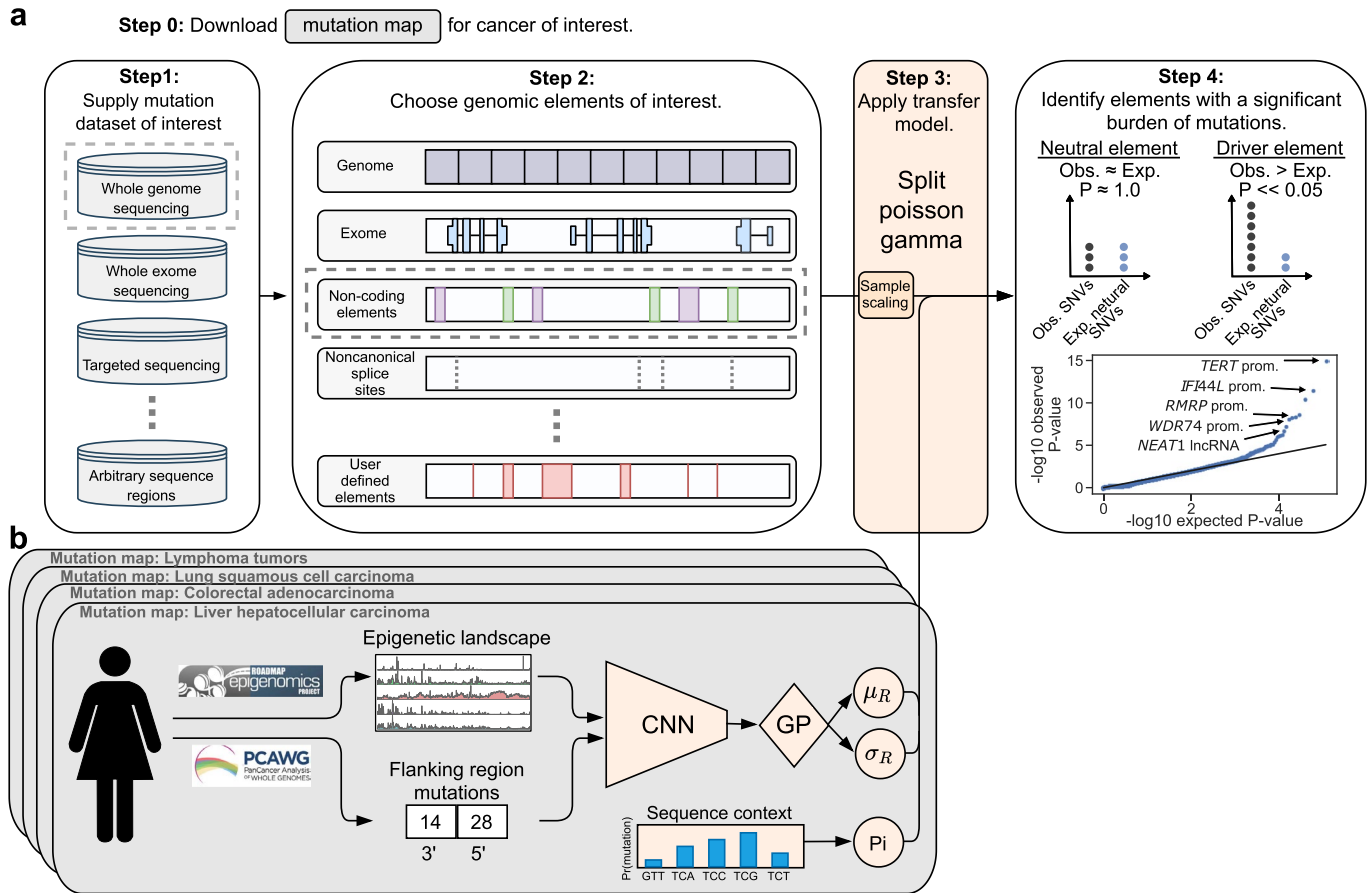 a
Step 0: Download mutation map for cancer of interest.
Step1:
Supply mutation
dataset of interest
Whole genome
sequencing
Whole exome
sequencing
Targeted sequencing
Arbitrary sequence
regions
Step 2:
Choose genomic elements of interest.
Genome
Exome
Non-coding
elements
Noncanonical
splice
sites
User
defined
elements
Step 3:
Apply transfer
model.
Split
poisson
gamma
Sample
scaling
Step 4:
Identify elements with a significant
burden of mutations.
Neutral element
Obs. ≈ Exp.
P ≈ 1.0
Obs. SNVs
Exp. netural
SNVs
Driver element
Obs. > Exp.
P << 0.05
Obs. SNVs
Exp. netural
SNVs
-log10 observed
P-value
15
10
5
0
TERT prom.
IFI44L prom.
RMRP prom.
WDR74 prom.
NEAT1 lncRNA
0
2
4
-log10 expected P-value
b
Mutation map: Lymphoma tumors
Mutation map: Lung squamous cell carcinoma
Mutation map: Colorectal adenocarcinoma
Mutation map: Liver hepatocellular carcinoma
ROADMAP
epigenomics
PROJECT
PCAWG
PanCancer Analysis
OF WHOLE GENOMES
Epigenetic landscape
Flanking region
mutations
14 28
3' 5'
CNN
GP
μR
σR
Sequence context
Pr(mutation)
GTT TCA TCC TCG TCT
Pi